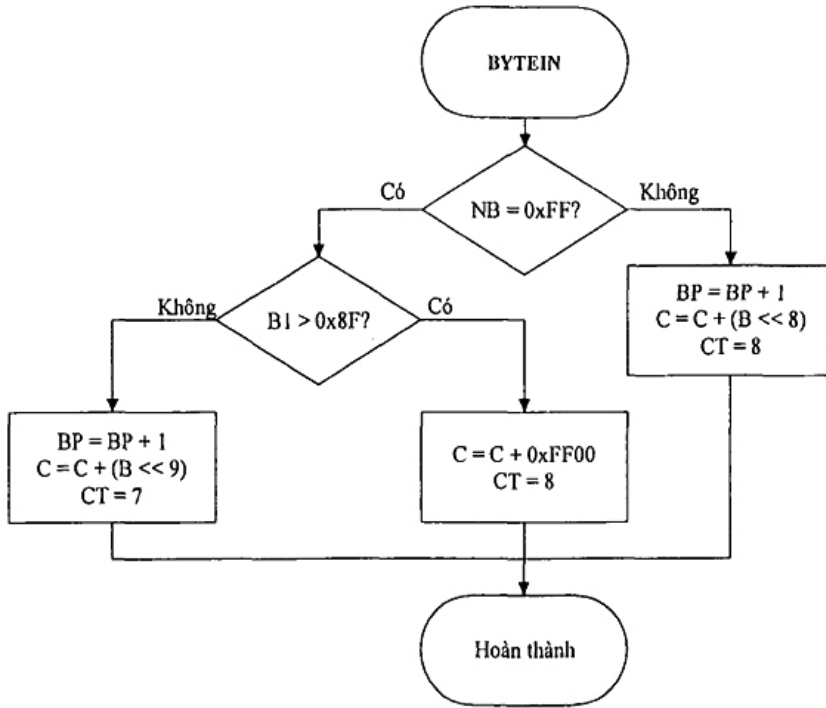 BYTEIN
NB = 0xFF?
Có
Không
B1 > 0x8F?
Không
Có
BP = BP + 1
C = C + (B << 8)
CT = 8
BP = BP + 1
C = C + (B << 9)
CT = 7
C = C + 0xFF00
CT = 8
Hoàn thành